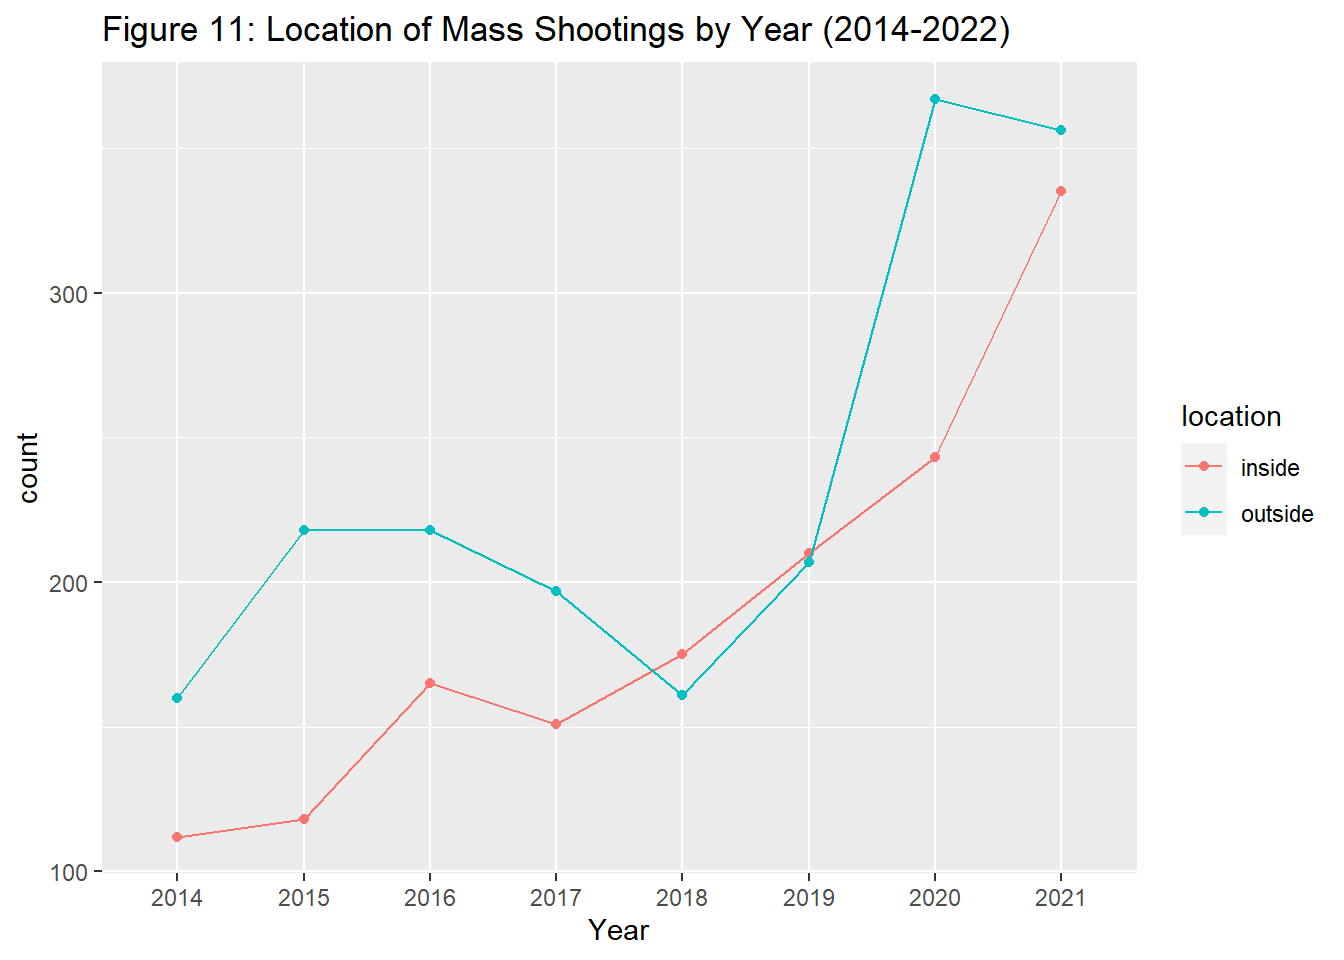 Figure 11: Location of Mass Shootings by Year (2014-2022)
count
300
200
100
2014 2015 2016 2017 2018 2019 2020 2021
Year
location
inside
outside